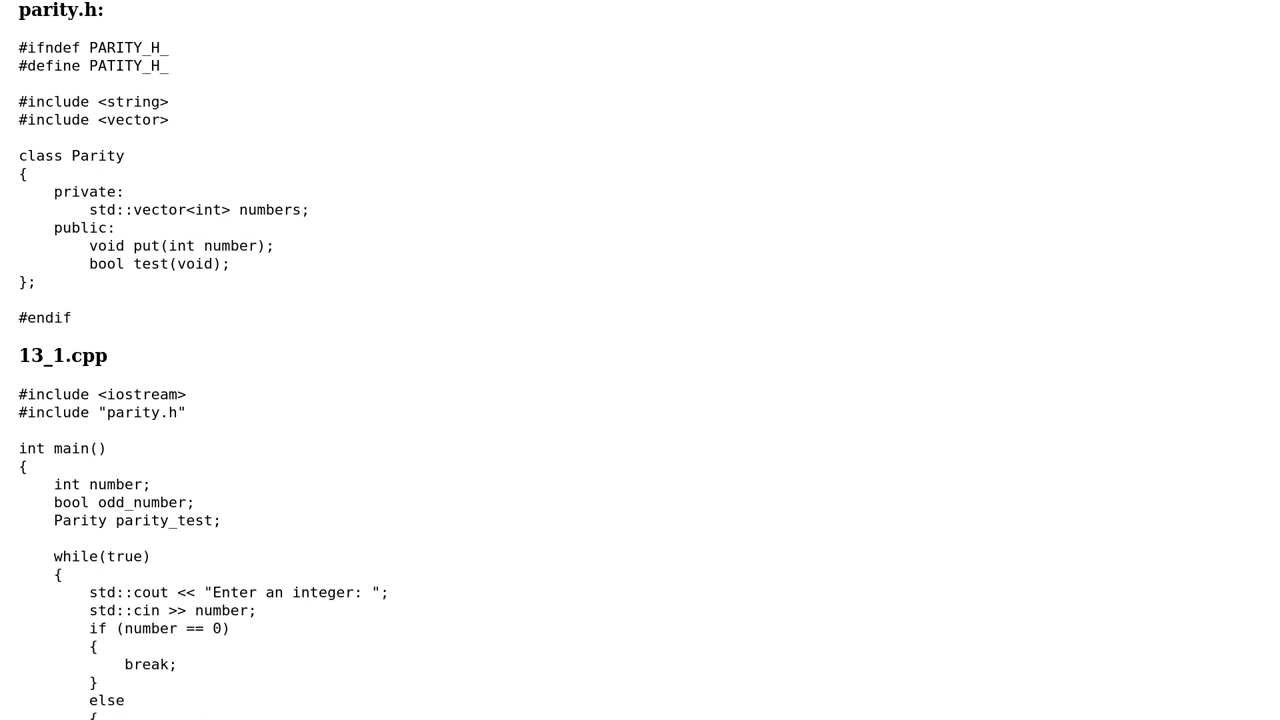 parity.h:
#ifndef PARITY_H_
#define PATITY_H_
#include <string>
#include <vector>
class Parity
{
    private:
        std::vector<int> numbers;
    public:
        void put(int number);
        bool test(void);
};
#endif
13_1.cpp
#include <iostream>
#include "parity.h"
int main()
{
    int number;
    bool odd_number;
    Parity parity_test;
    while(true)
    {
        std::cout << "Enter an integer: ";
        std::cin >> number;
        if (number == 0)
        {
            break;
        }
        else
        {